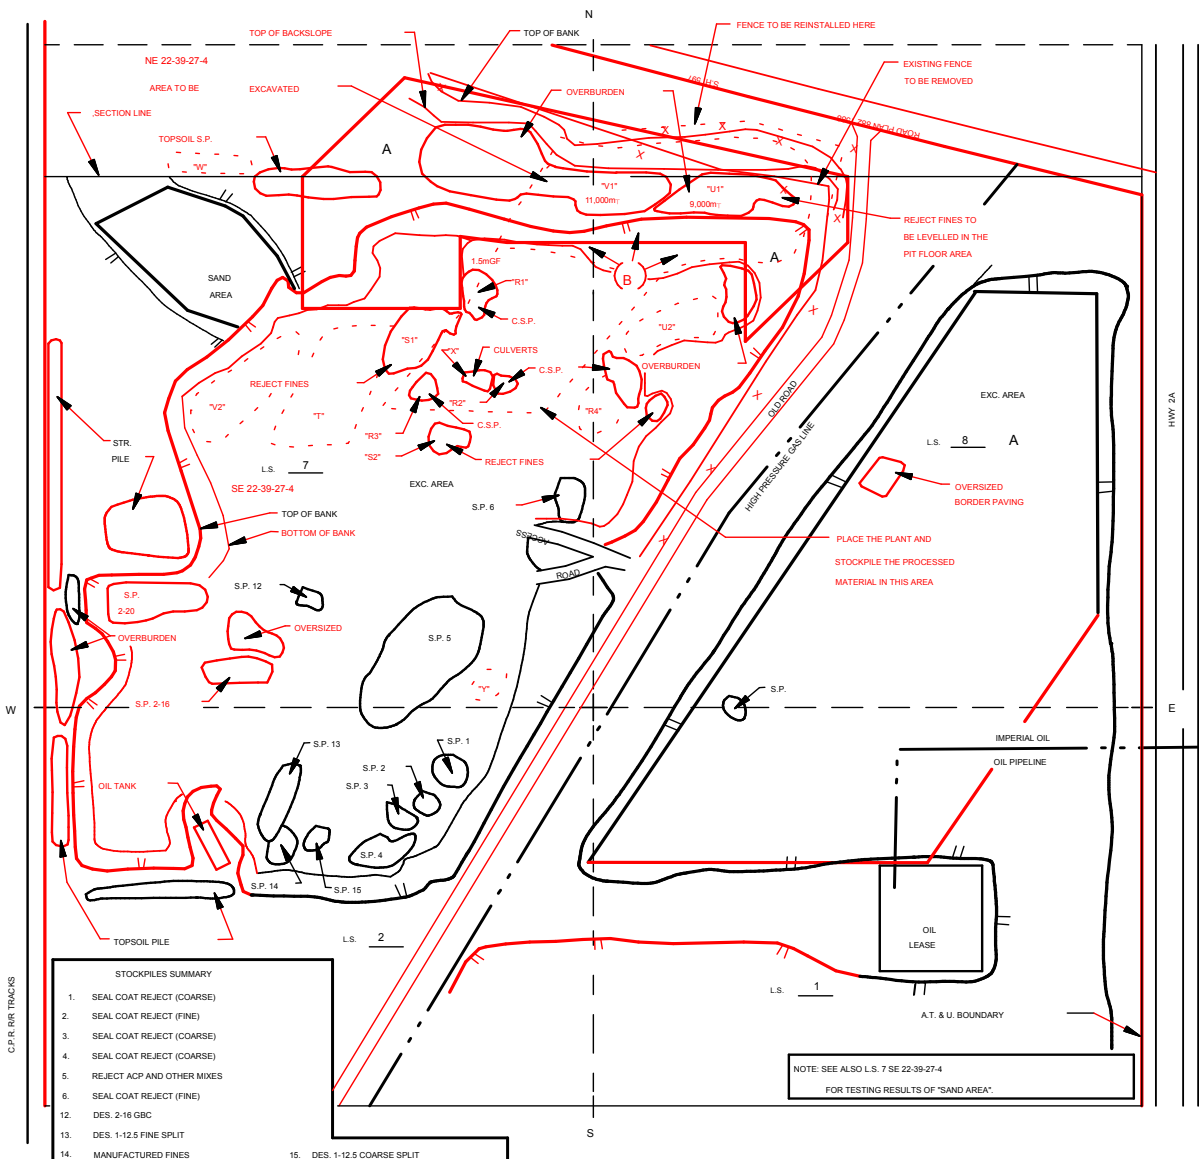 N
FENCE TO BE REINSTALLED HERE
TOP OF BACKSLOPE
TOP OF BANK
NE 22-39-27-4
EXISTING FENCE
TO BE REMOVED
S.H. 597
AREA TO BE
EXCAVATED
OVERBURDEN
SECTION LINE
ROAD PLAN
TOPSOIL S.P.
A
"W"
"V1"
11,000m
"U1"
9,000m
REJECT FINES TO
BE LEVELLED IN THE
PIT FLOOR AREA
SAND
AREA
1.5mGF
A
B
"R1"
C.S.P.
"U2"
"S1"
"X"
CULVERTS
C.S.P.
OVERBURDEN
REJECT FINES
OLD ROAD
EXC. AREA
HWY 2A
"V2"
"T"
"R2"
"R4"
C.S.P.
"R3"
STR.
PILE
L.S. 8
A
"S2"
REJECT FINES
L.S. 7
HIGH PRESSURE GAS LINE
SE 22-39-27-4
EXC. AREA
OVERSIZED
BORDER PAVING
S.P. 6
TOP OF BANK
BOTTOM OF BANK
ACCESS
ROAD
PLACE THE PLANT AND
STOCKPILE THE PROCESSED
MATERIAL IN THIS AREA
S.P. 12
S.P.
2-20
OVERSIZED
OVERBURDEN
S.P. 5
"Y"
S.P.
S.P. 2-16
W
E
IMPERIAL OIL
OIL PIPELINE
S.P. 13
S.P. 1
S.P. 2
S.P. 3
OIL TANK
S.P. 4
S.P. 14
S.P. 15
TOPSOIL PILE
L.S. 2
OIL
LEASE
L.S. 1
A.T. & U. BOUNDARY
C.P.R. R/R TRACKS
STOCKPILES SUMMARY
1. SEAL COAT REJECT (COARSE)
2. SEAL COAT REJECT (FINE)
3. SEAL COAT REJECT (COARSE)
4. SEAL COAT REJECT (COARSE)
5. REJECT ACP AND OTHER MIXES
6. SEAL COAT REJECT (FINE)
12. DES. 2-16 GBC
13. DES. 1-12.5 FINE SPLIT
14. MANUFACTURED FINES
15. DES. 1-12.5 COARSE SPLIT
NOTE: SEE ALSO L.S. 7 SE 22-39-27-4
FOR TESTING RESULTS OF "SAND AREA".
S